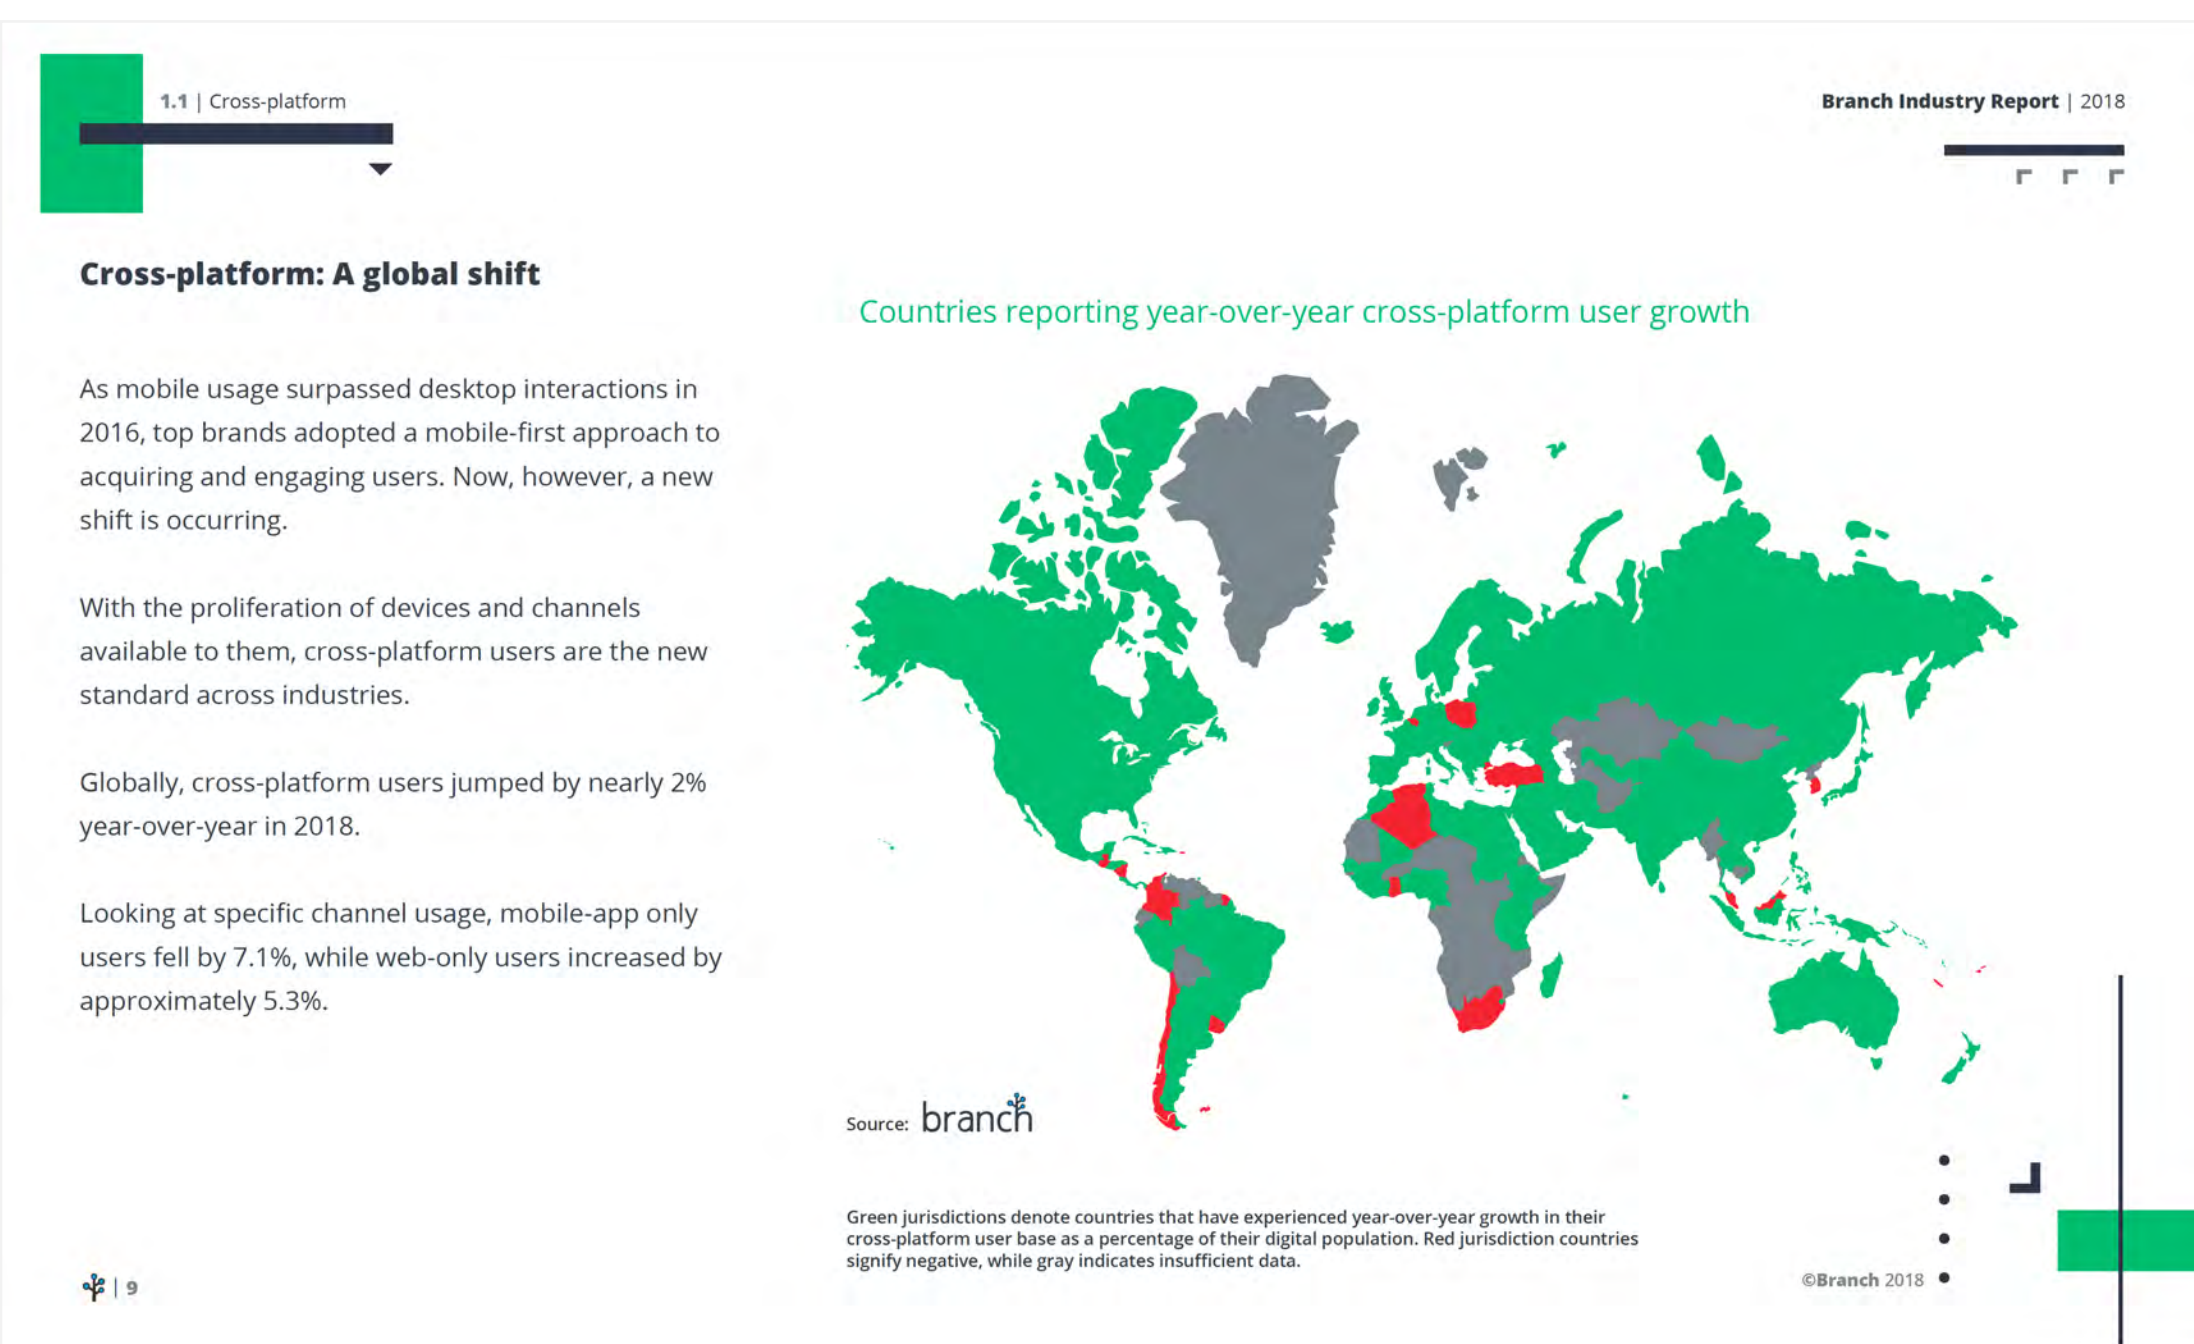 1.1 | Cross-platform
Branch Industry Report | 2018
Cross-platform: A global shift
As mobile usage surpassed desktop interactions in
2016, top brands adopted a mobile-first approach to
acquiring and engaging users. Now, however, a new
shift is occurring.
With the proliferation of devices and channels
available to them, cross-platform users are the new
standard across industries.
Globally, cross-platform users jumped by nearly 2%
year-over-year in 2018.
Looking at specific channel usage, mobile-app only
users fell by 7.1%, while web-only users increased by
approximately 5.3%.
Countries reporting year-over-year cross-platform user growth
Source: branch
Green jurisdictions denote countries that have experienced year-over-year growth in their
cross-platform user base as a percentage of their digital population. Red jurisdiction countries
signify negative, while gray indicates insufficient data.
| 9
©Branch 2018